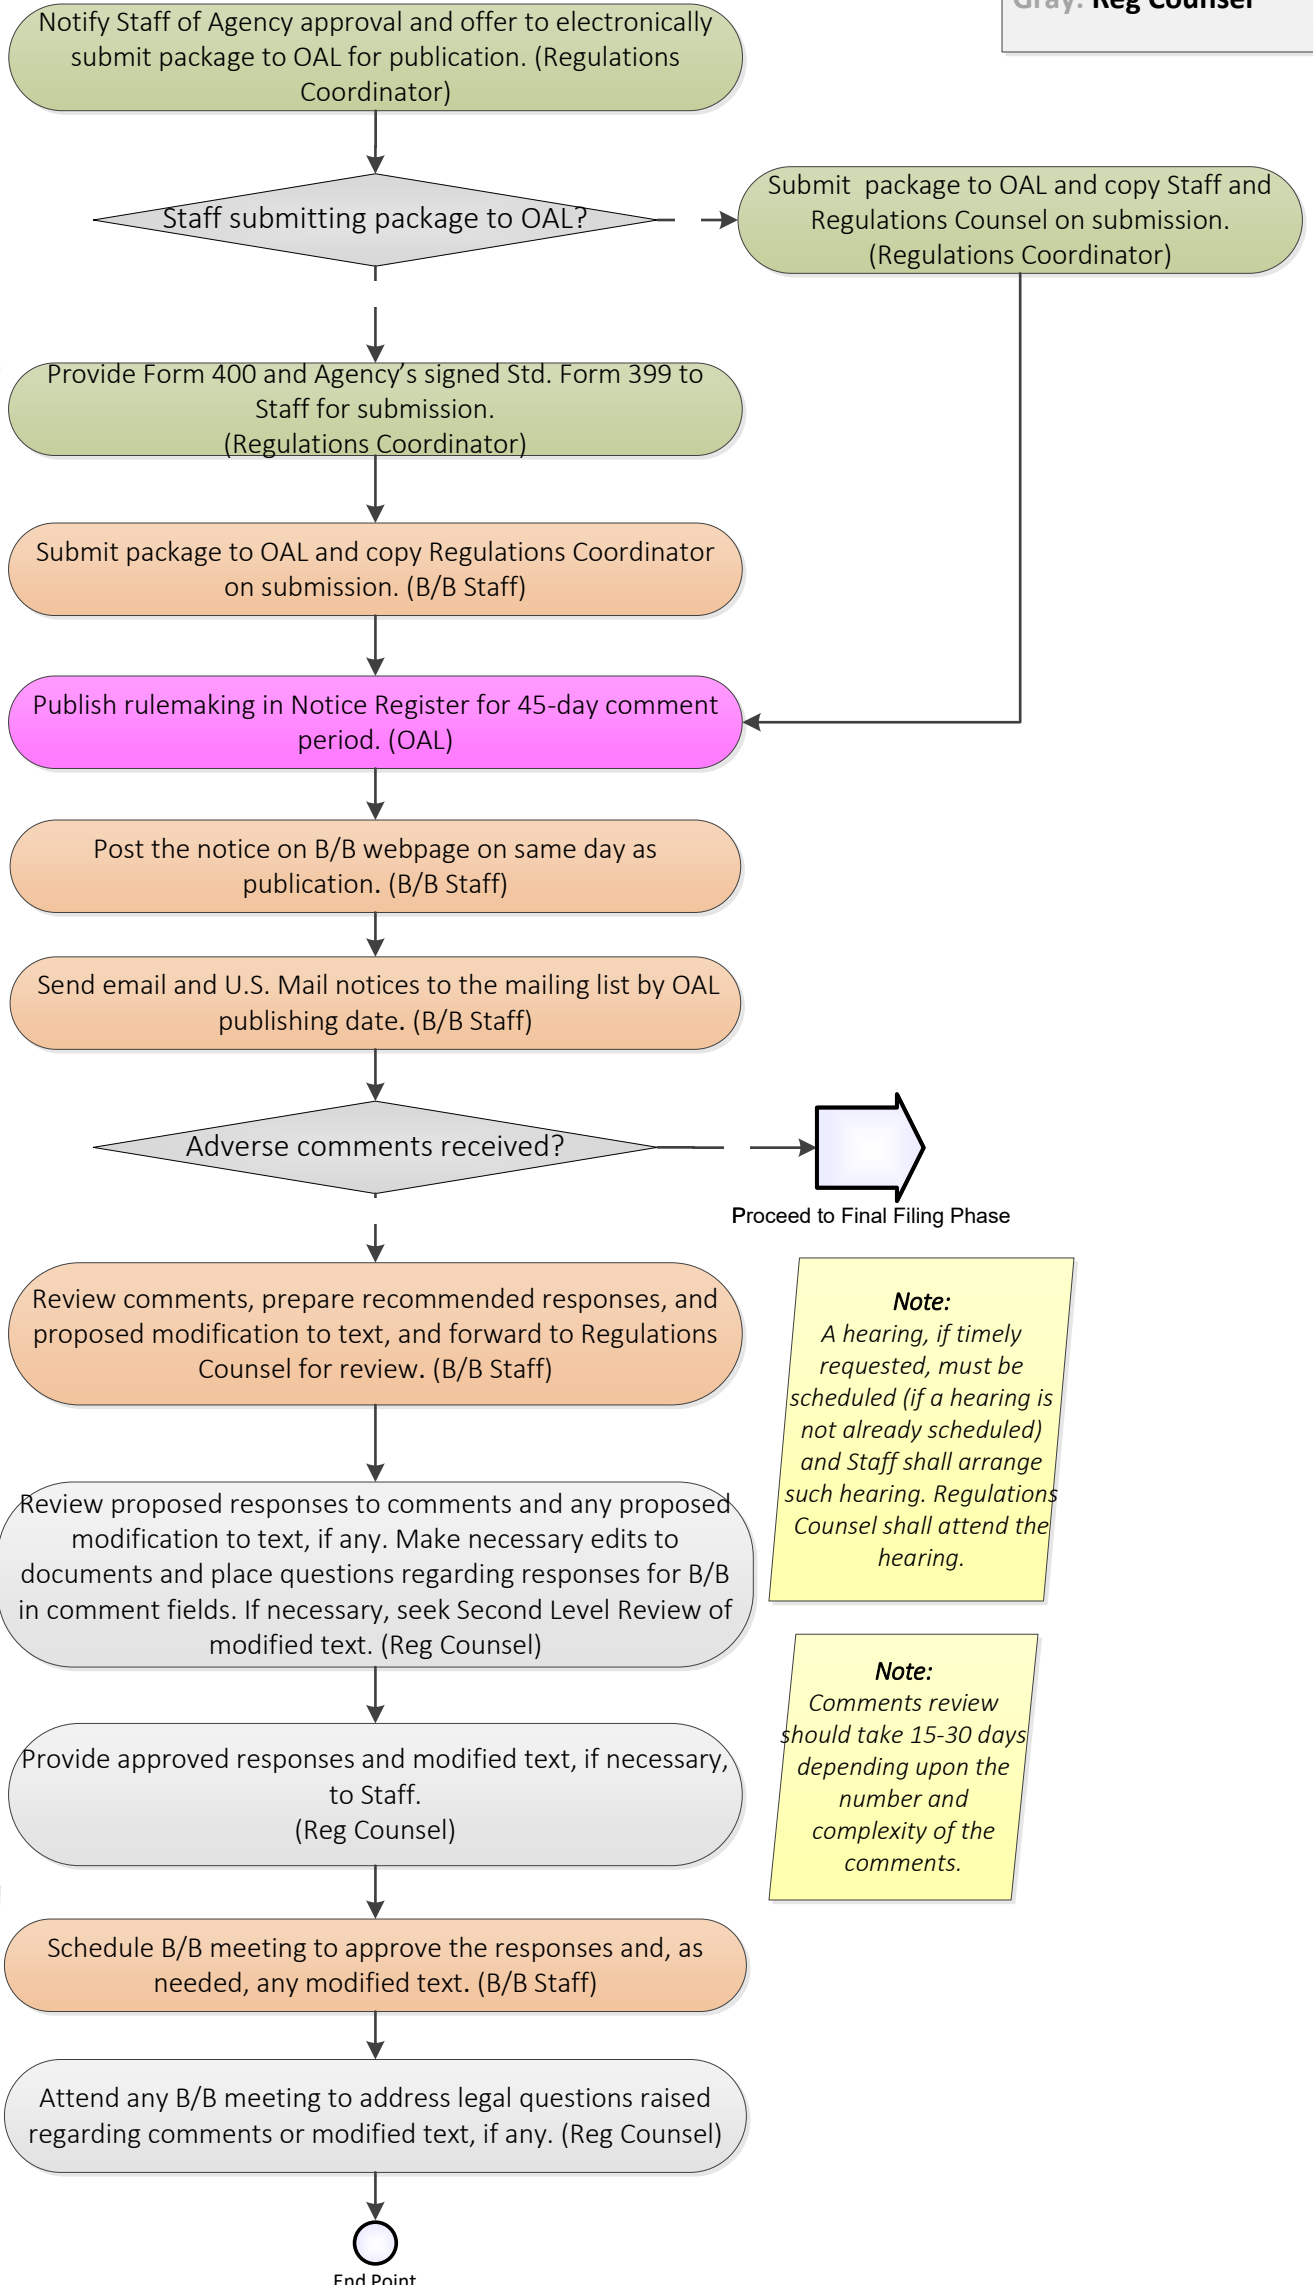 Gray: Reg Counsel
Notify Staff of Agency approval and offer to electronically
submit package to OAL for publication. (Regulations
Coordinator)
Staff submitting package to OAL?
Submit  package to OAL and copy Staff and
Regulations Counsel on submission.
(Regulations Coordinator)
Provide Form 400 and Agency’s signed Std. Form 399 to
Staff for submission.
(Regulations Coordinator)
Submit package to OAL and copy Regulations Coordinator
on submission. (B/B Staff)
Publish rulemaking in Notice Register for 45-day comment
period. (OAL)
Post the notice on B/B webpage on same day as
publication. (B/B Staff)
Send email and U.S. Mail notices to the mailing list by OAL
publishing date. (B/B Staff)
Adverse comments received?
Proceed to Final Filing Phase
Review comments, prepare recommended responses, and
proposed modification to text, and forward to Regulations
Counsel for review. (B/B Staff)
Note:
A hearing, if timely
requested, must be
scheduled (if a hearing is
not already scheduled)
and Staff shall arrange
such hearing. Regulations
Counsel shall attend the
hearing.
Review proposed responses to comments and any proposed
modification to text, if any. Make necessary edits to
documents and place questions regarding responses for B/B
in comment fields. If necessary, seek Second Level Review of
modified text. (Reg Counsel)
Note:
Comments review
should take 15-30 days
depending upon the
number and
complexity of the
comments.
Provide approved responses and modified text, if necessary,
to Staff.
(Reg Counsel)
Schedule B/B meeting to approve the responses and, as
needed, any modified text. (B/B Staff)
Attend any B/B meeting to address legal questions raised
regarding comments or modified text, if any. (Reg Counsel)
End Point